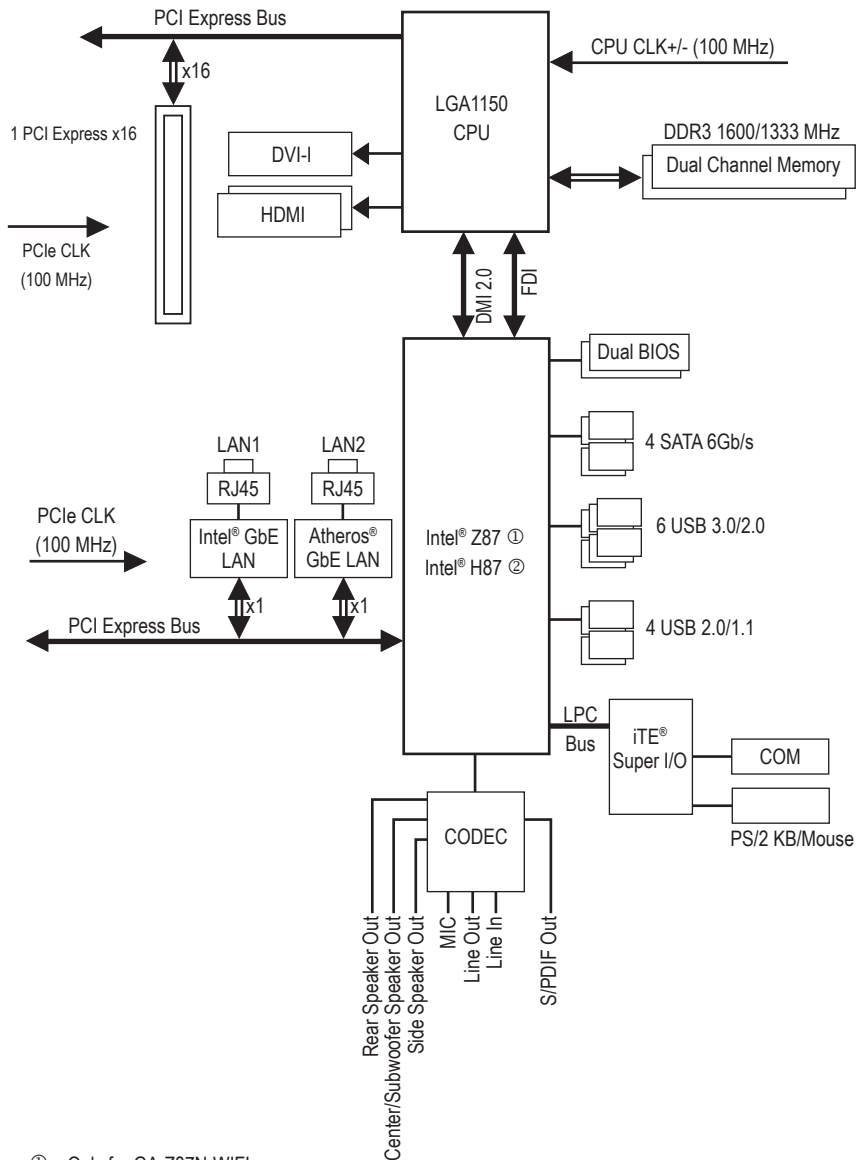 PCI Express Bus
x16
CPU CLK+/- (100 MHz)
LGA1150
CPU
1 PCI Express x16
DVI-I
HDMI
DDR3 1600/1333 MHz
Dual Channel Memory
PCIe CLK
(100 MHz)
DMI 2.0
FDI
Dual BIOS
4 SATA 6Gb/s
6 USB 3.0/2.0
4 USB 2.0/1.1
LAN1
LAN2
RJ45
RJ45
PCIe CLK
(100 MHz)
Intel® GbE
LAN
Atheros®
GbE LAN
Intel® Z87 ①
Intel® H87 ②
x1
x1
PCI Express Bus
LPC
Bus
iTE®
Super I/O
COM
PS/2 KB/Mouse
CODEC
Rear Speaker Out
Center/Subwoofer Speaker Out
Side Speaker Out
MIC
Line Out
Line In
S/PDIF Out